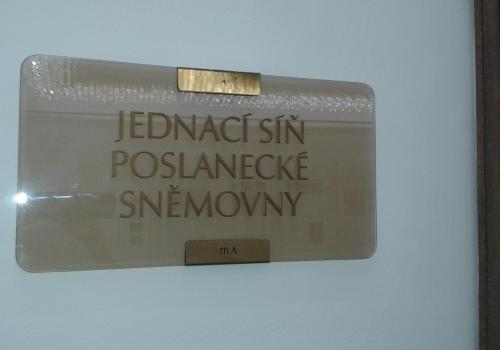 JEDNACÍ SÍŇ
POSLANECKÉ
SNĚMOVNY